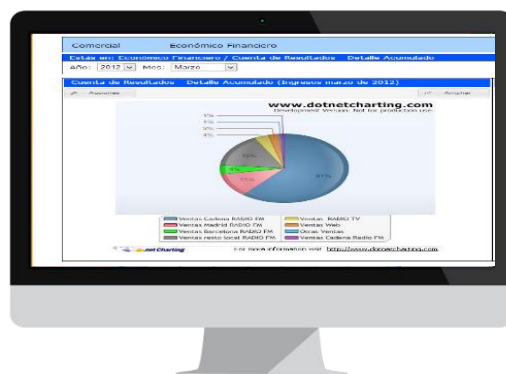 Comercial Económico Financiero
Estás en: Económico Financiero / Cuenta de Resultados Detalle Acumulado
Año: 2012 Mes: Marzo
Cuenta de Resultados Detalle Acumulado (Ingresos marzo de 2012)
www.dotnetcharting.com
Development Version. Not for production use.
Ventas Cadena RADIO FM Ventas RADIO TV
Ventas Madrid RADIO FM Ventas Web
Ventas Barcelona RADIO FM Otras Ventas
Ventas resto local RADIO FM Ventas Cadena Radio FM
.net Charting For more information visit http://www.dotnetcharting.com